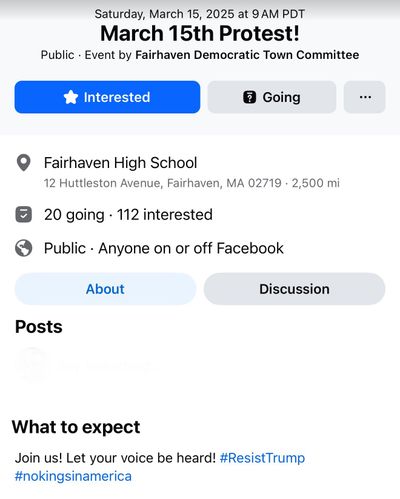 Saturday, March 15, 2025 at 9 AM PDT
March 15th Protest!
Public · Event by Fairhaven Democratic Town Committee
Interested
Going
Fairhaven High School
12 Huttleston Avenue, Fairhaven, MA 02719 · 2,500 mi
20 going · 112 interested
Public · Anyone on or off Facebook
About
Discussion
Posts
What to expect
Join us! Let your voice be heard! #ResistTrump
#nokingsinamerica